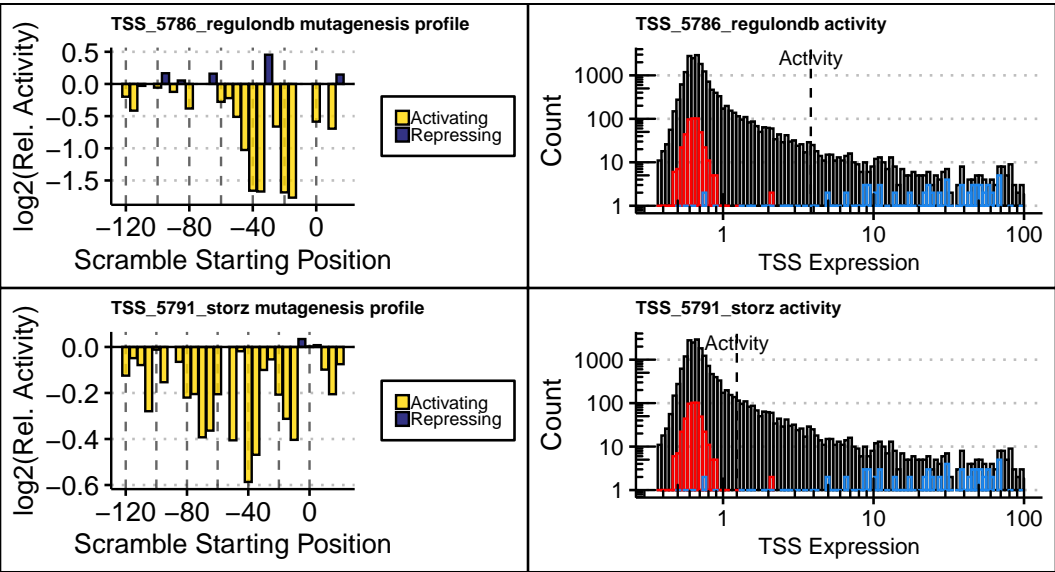 TSS_5786_regulondb mutagenesis profile
log2(Rel. Activity)
0.5
0.0
−0.5
−1.0
−1.5
−120
−80
−40
0
Scramble Starting Position
Activating
Repressing
TSS_5786_regulondb activity
Activity
Count
1000
100
10
1
1
10
100
TSS Expression
TSS_5791_storz mutagenesis profile
log2(Rel. Activity)
0.0
−0.2
−0.4
−0.6
−120
−80
−40
0
Scramble Starting Position
Activating
Repressing
TSS_5791_storz activity
Activity
Count
1000
100
10
1
1
10
100
TSS Expression